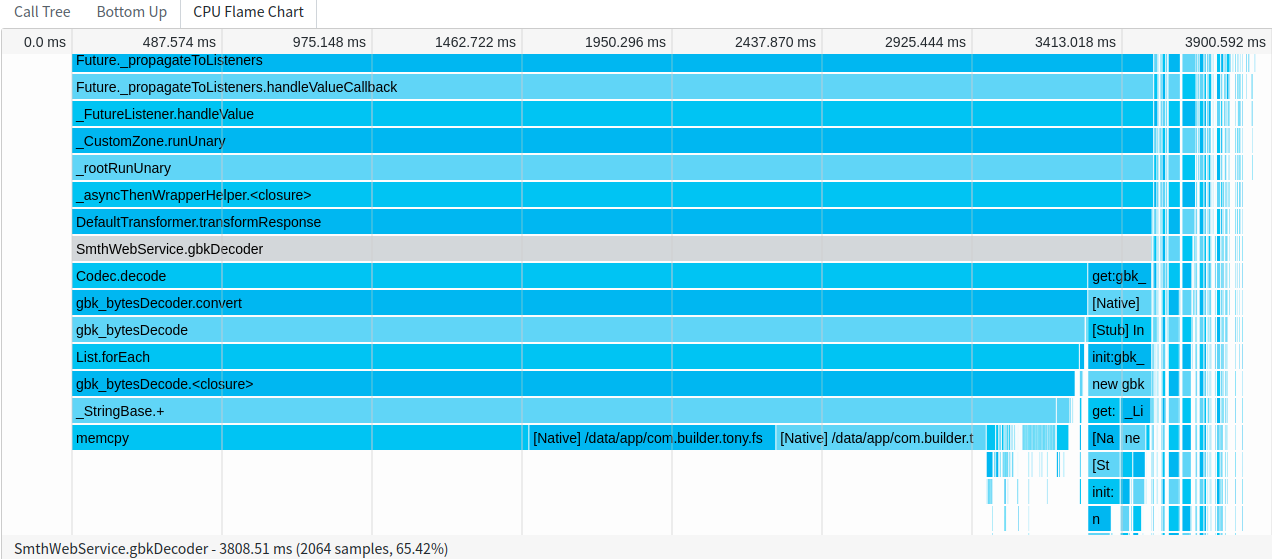 Call Tree Bottom Up CPU Flame Chart
0.0 ms 487.574 ms 975.148 ms 1462.722 ms 1950.296 ms 2437.870 ms 2925.444 ms 3413.018 ms 3900.592 ms
Future._propagateToListeners
Future._propagateToListeners.handleValueCallback
_FutureListener.handleValue
_CustomZone.runUnary
_rootRunUnary
_asyncThenWrapperHelper.<closure>
DefaultTransformer.transformResponse
SmthWebService.gbkDecoder
Codec.decode get:gbk_
gbk_bytesDecoder.convert [Native]
gbk_bytesDecode [Stub] In
List.forEach init:gbk_
gbk_bytesDecode.<closure> new gbk
_StringBase.+ get: _Li
memcpy [Native] /data/app/com.builder.tony.fs [Native] /data/app/com.builder.t [Na ne
[St
init:
n
SmthWebService.gbkDecoder - 3808.51 ms (2064 samples, 65.42%)